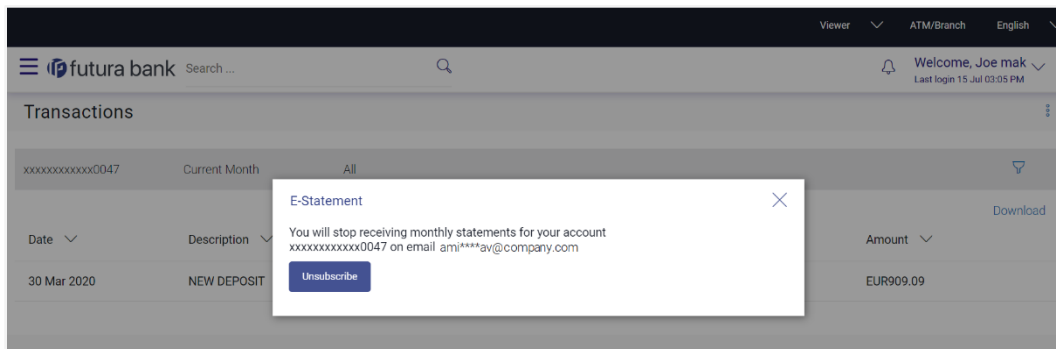 Viewer ATM/Branch English
futura bank Search ... Welcome, Joe mak
Last login 15 Jul 03:05 PM
Transactions
xxxxxxxxxxxx0047 Current Month All
E-Statement
You will stop receiving monthly statements for your account
xxxxxxxxxxxx0047 on email ami****av@company.com
Unsubscribe
Download
Date Description Amount
30 Mar 2020 NEW DEPOSIT EUR909.09